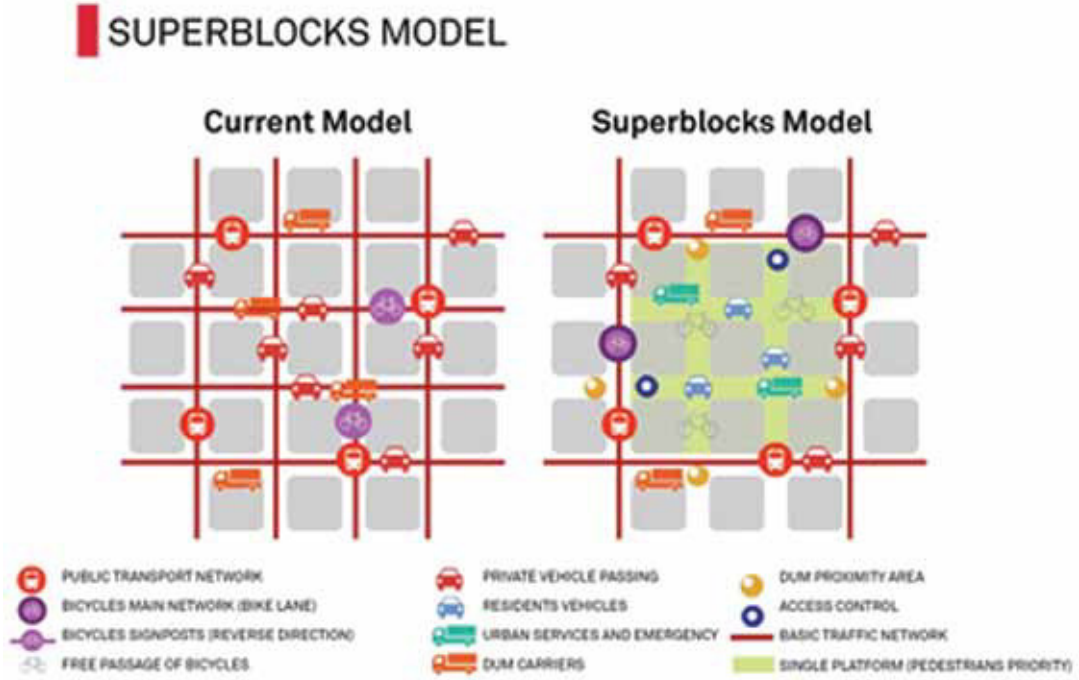 SUPERBLOCKS MODEL
Current Model
Superblocks Model
PUBLIC TRANSPORT NETWORK
BICYCLES MAIN NETWORK (BIKE LANE)
BICYCLES SIGNPOSTS (REVERSE DIRECTION)
FREE PASSAGE OF BICYCLES
PRIVATE VEHICLE PASSING
RESIDENTS VEHICLES
URBAN SERVICES AND EMERGENCY
DUM CARRIERS
DUM PROXIMITY AREA
ACCESS CONTROL
BASIC TRAFFIC NETWORK
SINGLE PLATFORM (PEDESTRIANS PRIORITY)